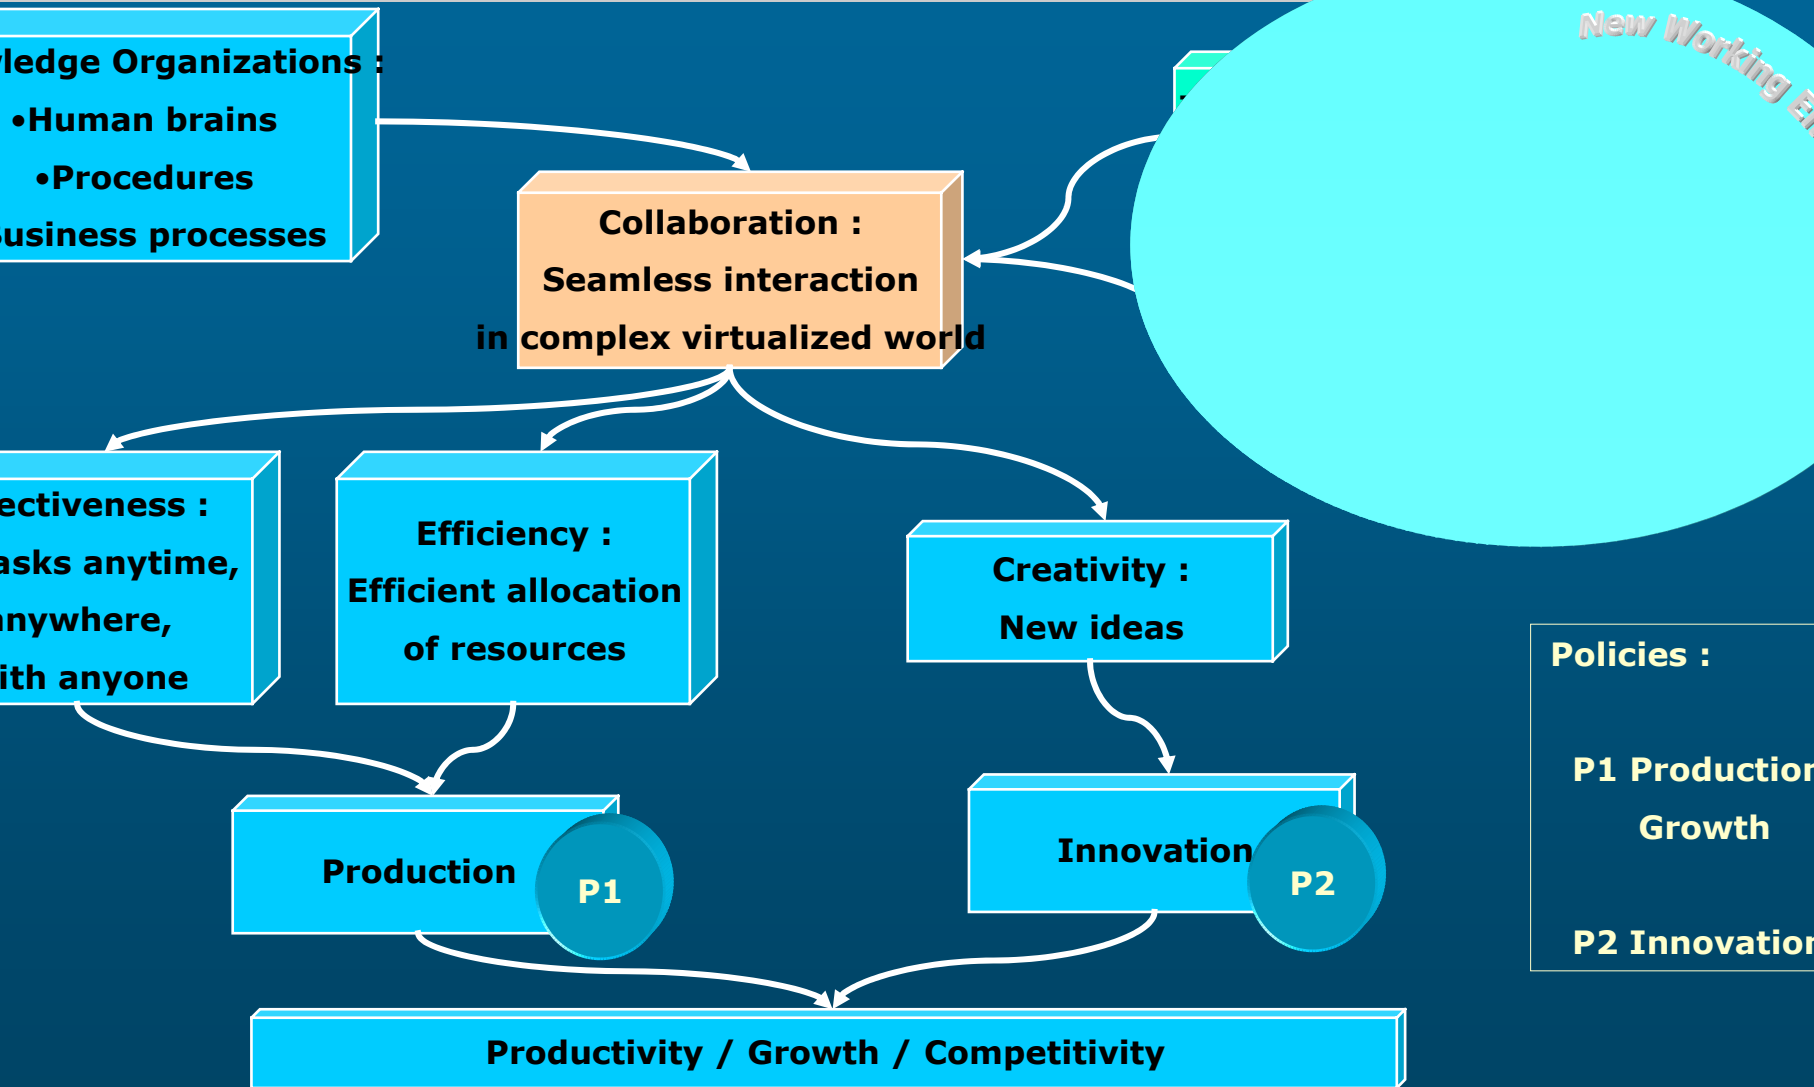 ledge Organizations :
•Human brains
•Procedures
usiness processes
New Working
Collaboration :
Seamless interaction
in complex virtualized world
ectiveness :
asks anytime,
nywhere,
ith anyone
Efficiency :
Efficient allocation
of resources
Creativity :
New ideas
Policies :
P1 Production
Growth
P2 Innovation
Production
P1
Innovation
P2
Productivity / Growth / Competitivity